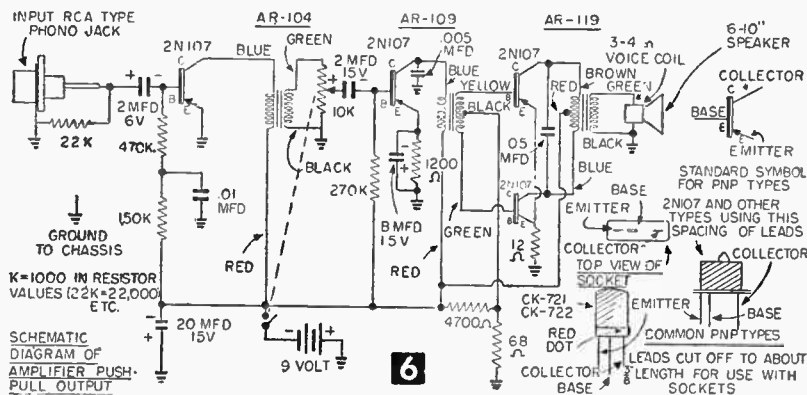 INPUT RCA TYPE
PHONO JACK
AR-104
AR-109
AR-119
6-10"
SPEAKER
2N107
BLUE
GREEN
2 MFD
15V
2N107
.005
MFD
BLUE
2N107
3-4 Ω
VOICE COIL
RED
BROWN
GREEN
COLLECTOR
C
B
E
2 MFD
6V
10K
C
B
E
YELLOW
BLACK
C
B
E
BLACK
BASE
C
E
EMITTER
22K
470K
.01
MFD
BLACK
270K
8 MFD
15V
1200
Ω
2N107
C
B
E
.05
MFD
BLUE
STANDARD SYMBOL
FOR PNP TYPES
150K
GROUND
TO CHASSIS
RED
GREEN
RED
12
Ω
BASE
EMITTER
COLLECTOR
TOP VIEW OF
SOCKET
2N107 AND OTHER
TYPES USING THIS
SPACING OF LEADS
COLLECTOR
K=1000 IN RESISTOR
VALUES (22K=22,000)
ETC.
CK-721
CK-722
EMITTER
BASE
COMMON PNP TYPES
20 MFD
15V
4700Ω
68
Ω
RED
DOT
SCHEMATIC
DIAGRAM OF
AMPLIFIER PUSH-
PULL OUTPUT
9 VOLT
6
COLLECTOR
BASE
LEADS CUT OFF TO ABOUT
LENGTH FOR USE WITH
SOCKETS